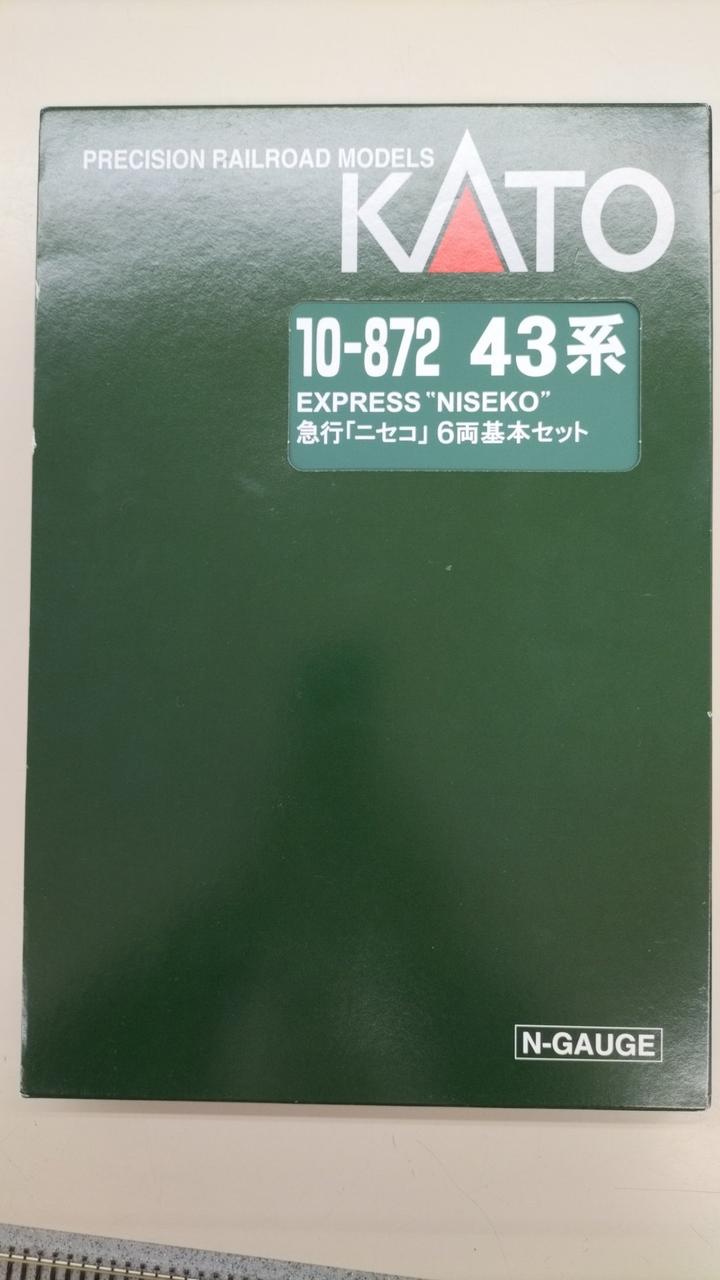 PRECISION RAILROAD MODELS
KATO
10-872 43系
EXPRESS "NISEKO"
急行「ニセコ」 6両基本セット
N-GAUGE